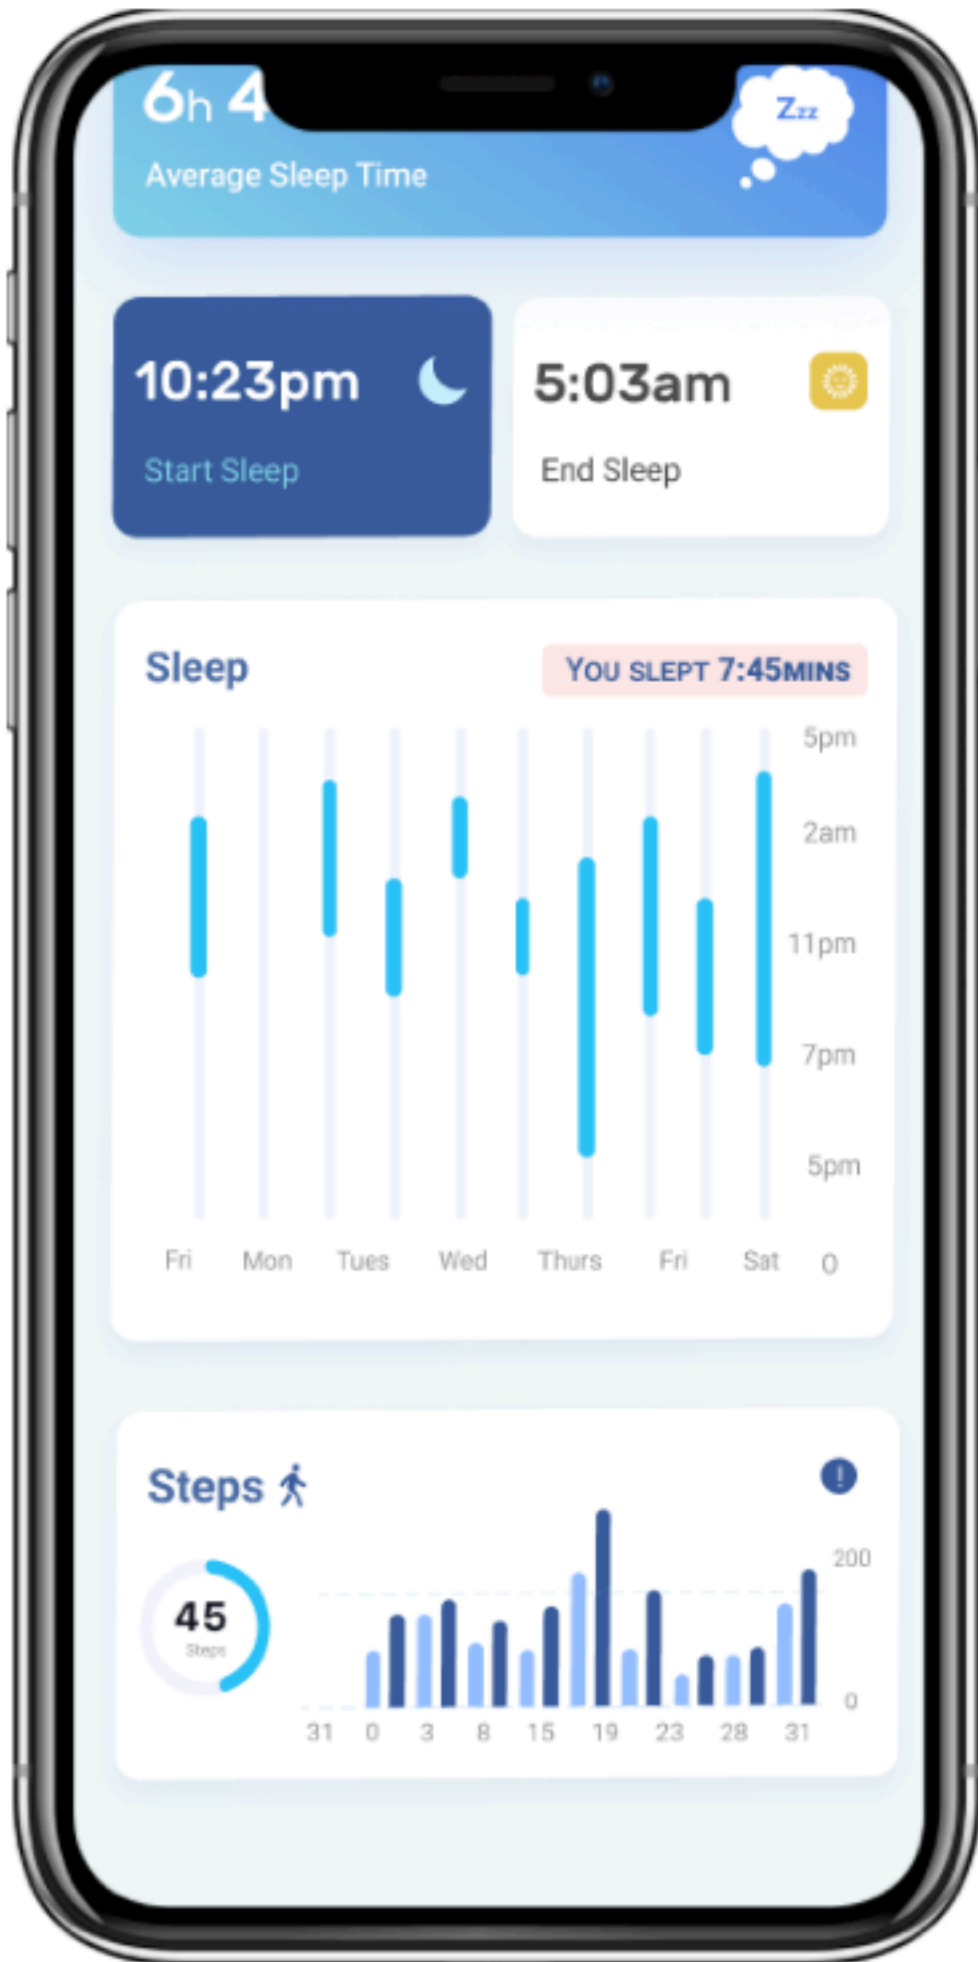 6h 4
Zzz
Average Sleep Time
10:23pm
Start Sleep
5:03am
End Sleep
Sleep
YOU SLEPT 7:45MINS
5pm
2am
11pm
7pm
5pm
Fri Mon Tues Wed Thurs Fri Sat 0
Steps
!
200
45
Steps
0
31 0 3 8 15 19 23 28 31